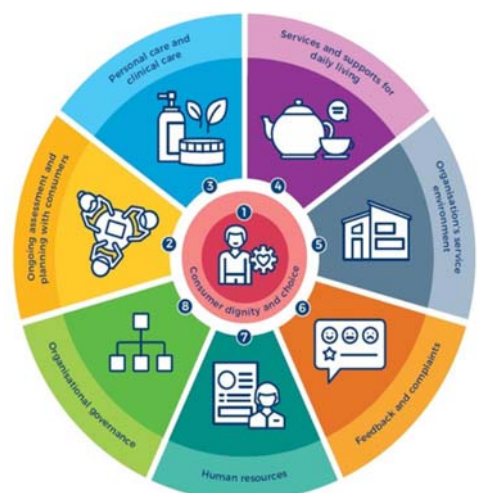 1
Consumer dignity and choice
2
Ongoing assessment and
planning with consumers
3
Personal care and
clinical care
4
Services and supports for
daily living
5
Organisation's service
environment
6
Feedback and complaints
7
Human resources
8
Organisational governance